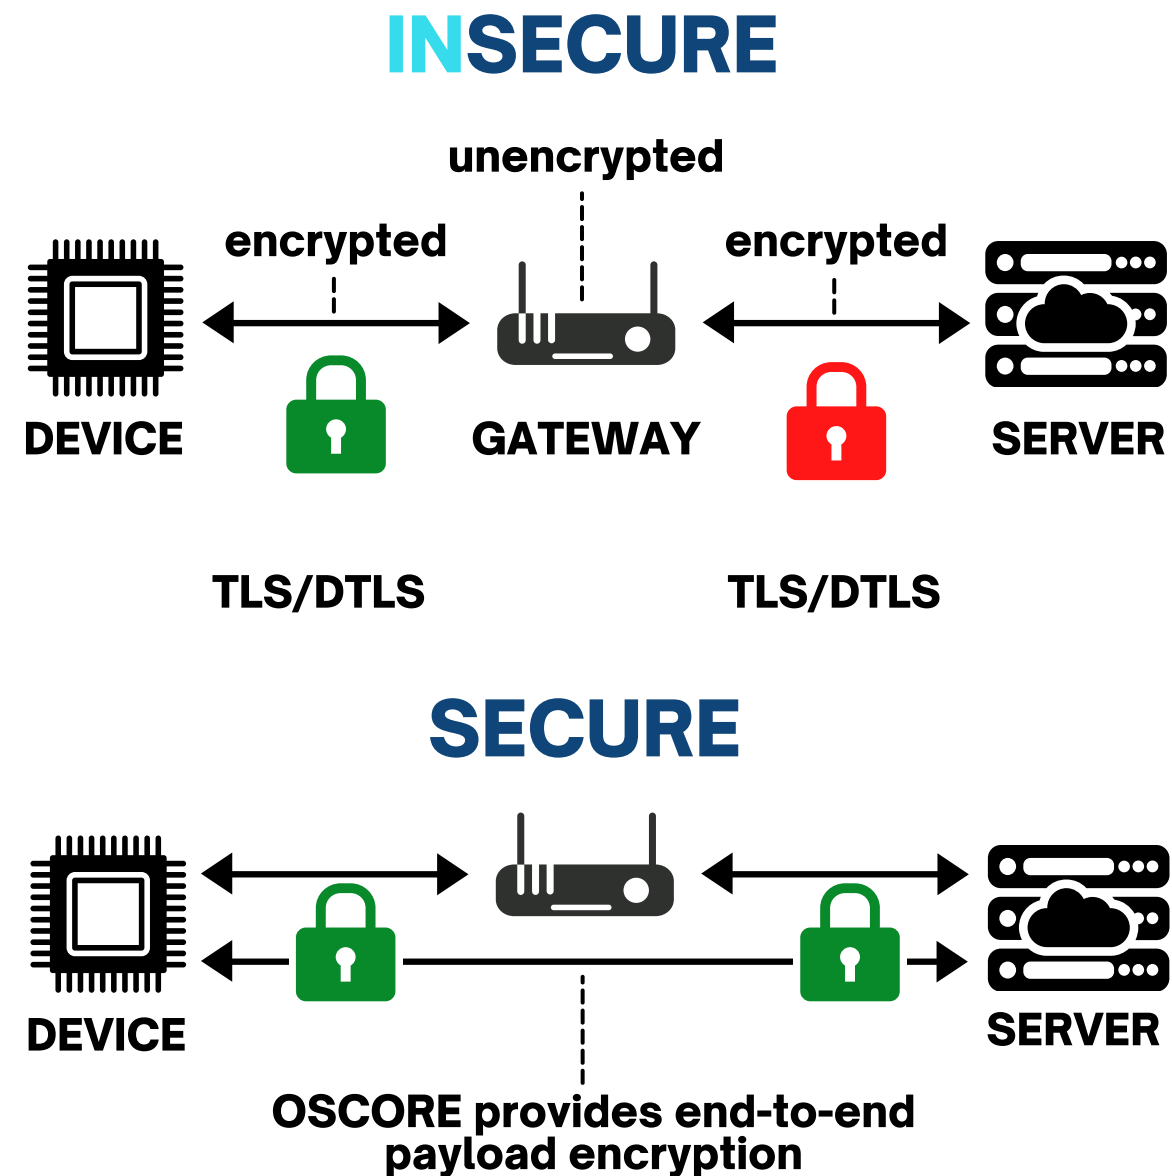 INSECURE
unencrypted
encrypted
encrypted
DEVICE
GATEWAY
SERVER
TLS/DTLS
TLS/DTLS
SECURE
DEVICE
SERVER
OSCORE provides end-to-end
payload encryption